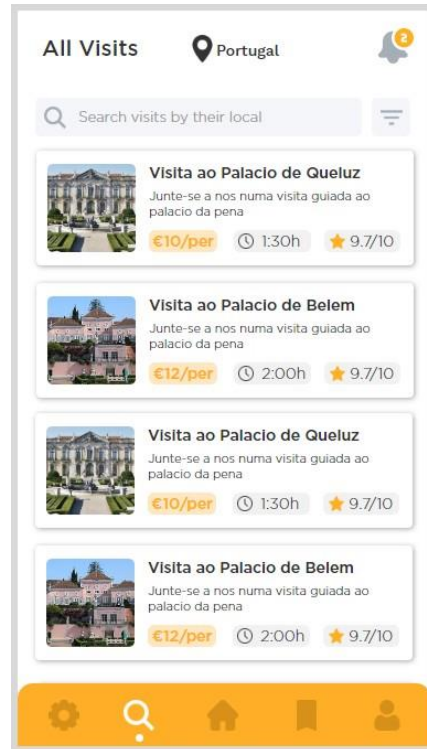 All Visits
Portugal
2
Search visits by their local
Visita ao Palacio de Queluz
Junte-se a nos numa visita guiada ao
palacio da pena
€10/per 1:30h 9.7/10
Visita ao Palacio de Belem
Junte-se a nos numa visita guiada ao
palacio da pena
€12/per 2:00h 9.7/10
Visita ao Palacio de Queluz
Junte-se a nos numa visita guiada ao
palacio da pena
€10/per 1:30h 9.7/10
Visita ao Palacio de Belem
Junte-se a nos numa visita guiada ao
palacio da pena
€12/per 2:00h 9.7/10